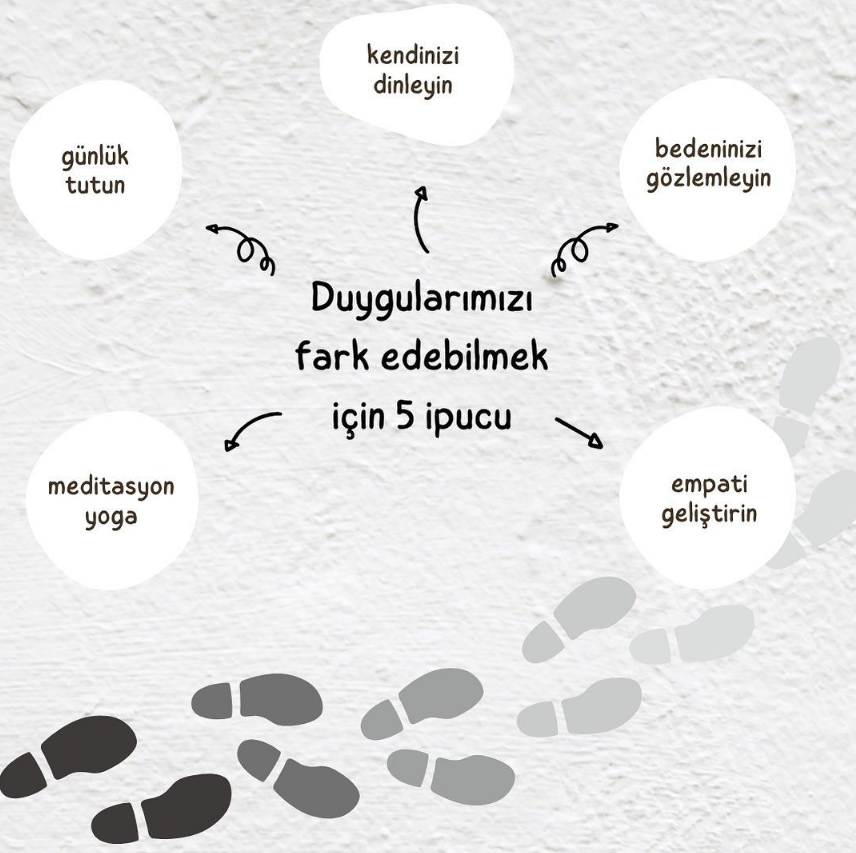 kendinizi
dinleyin
günlük
tutun
bedeninizi
gözlemleyin
Duygularımızı
fark edebilmek
için 5 ipucu
meditasyon
yoga
empati
geliştirin